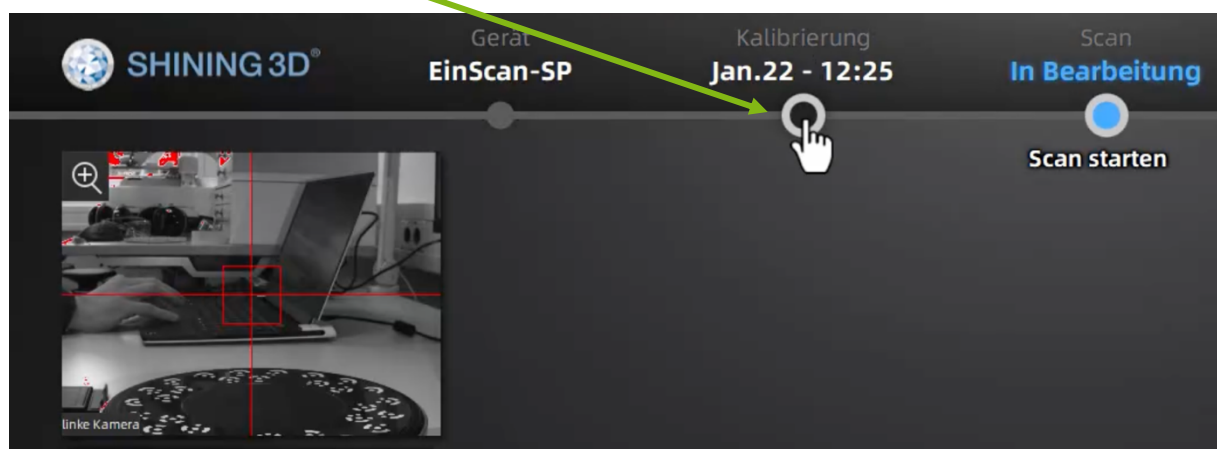 SHINING 3D®
Gerät
EinScan-SP
Kalibrierung
Jan.22 - 12:25
Scan
In Bearbeitung
Scan starten
linke Kamera